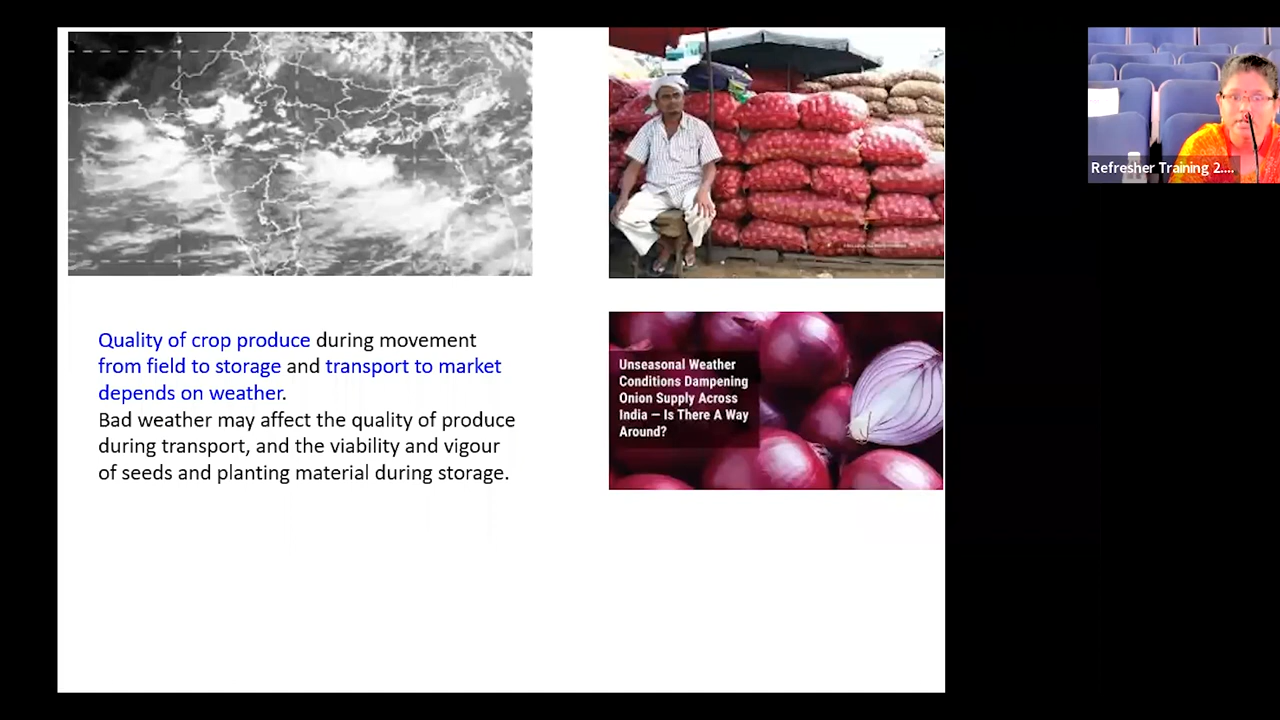 Quality of crop produce during movement
from field to storage and transport to market
depends on weather.
Bad weather may affect the quality of produce
during transport, and the viability and vigour
of seeds and planting material during storage.
Unseasonal Weather
Conditions Dampening
Onion Supply Across
India — Is There A Way
Around?
Refresher Training 2....